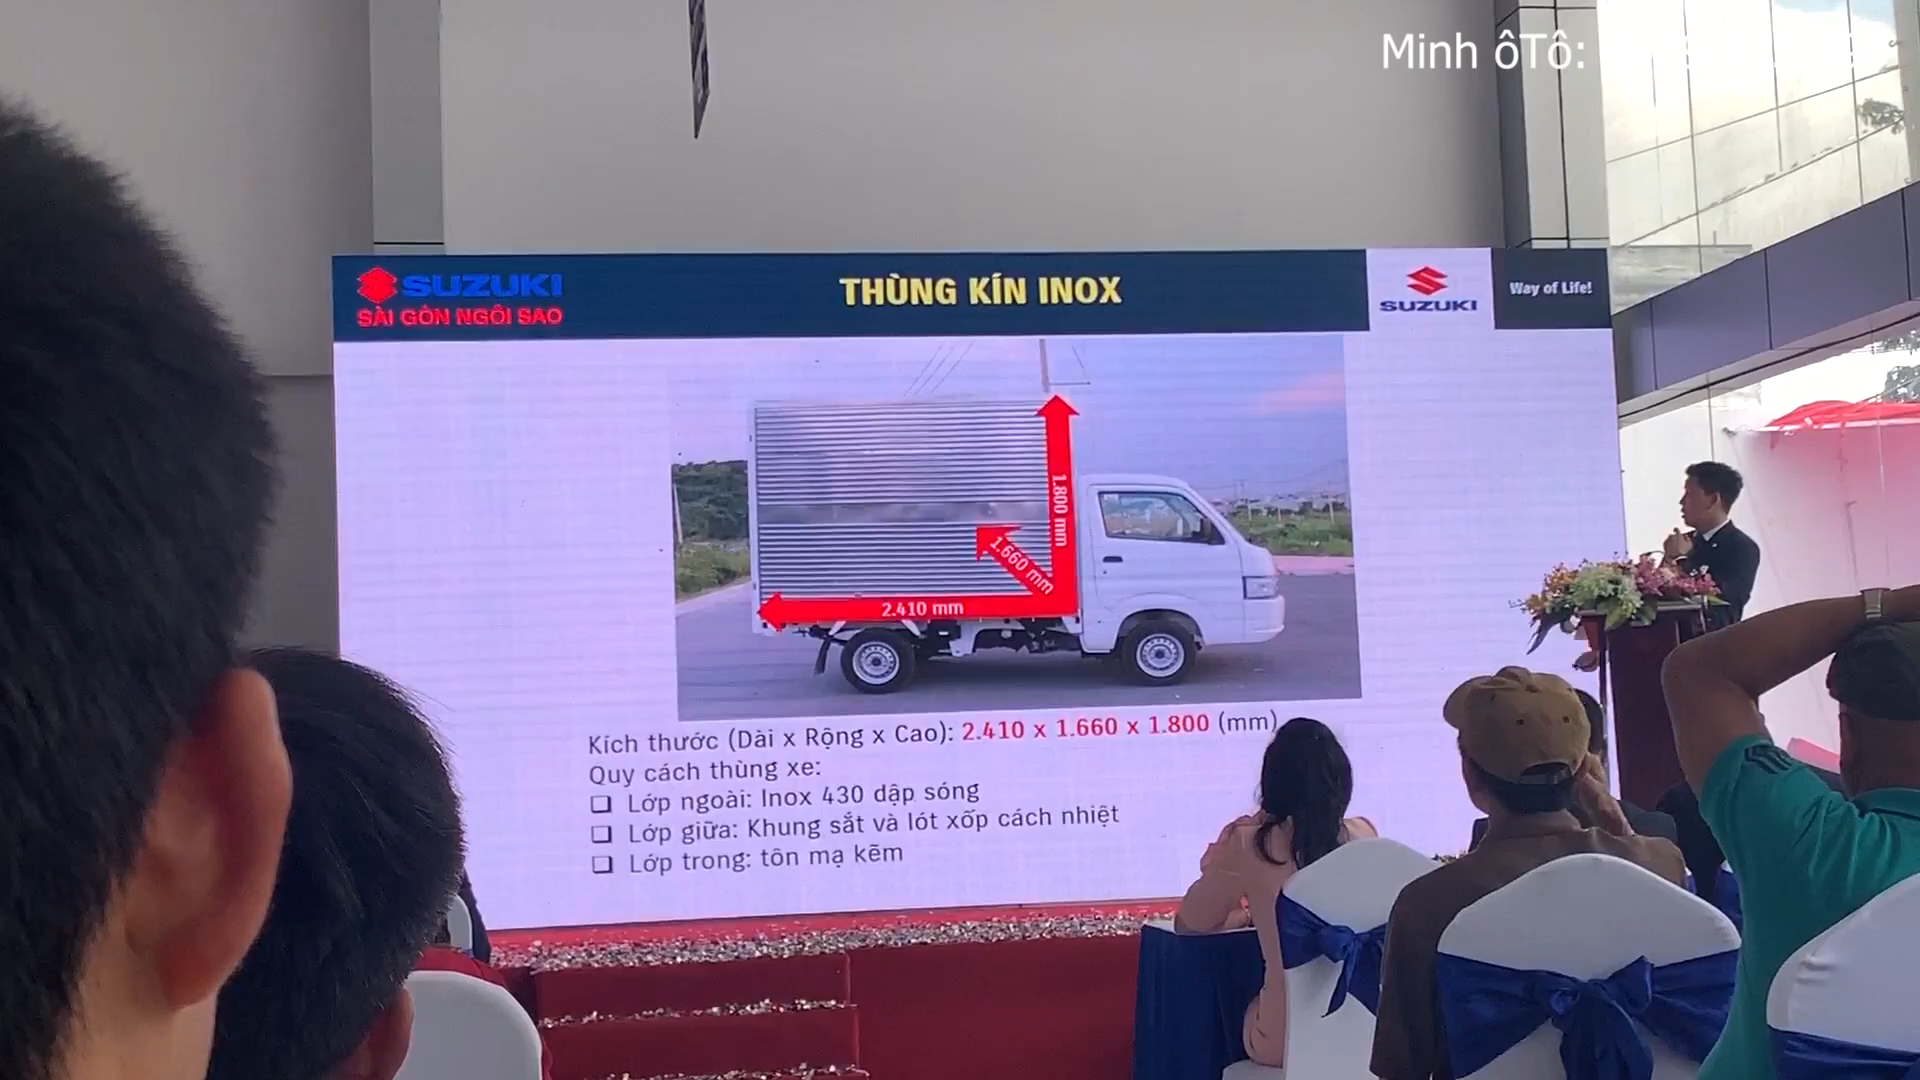 Minh ôTô:
SUZUKI
SÀI GÒN NGÔI SAO
THÙNG KÍN INOX
SUZUKI
Way of Life!
1.800 mm
1.660 mm
2.410 mm
Kích thước (Dài x Rộng x Cao): 2.410 x 1.660 x 1.800 (mm)
Quy cách thùng xe:
❑ Lớp ngoài: Inox 430 dập sóng
❑ Lớp giữa: Khung sắt và lót xốp cách nhiệt
❑ Lớp trong: tôn mạ kẽm